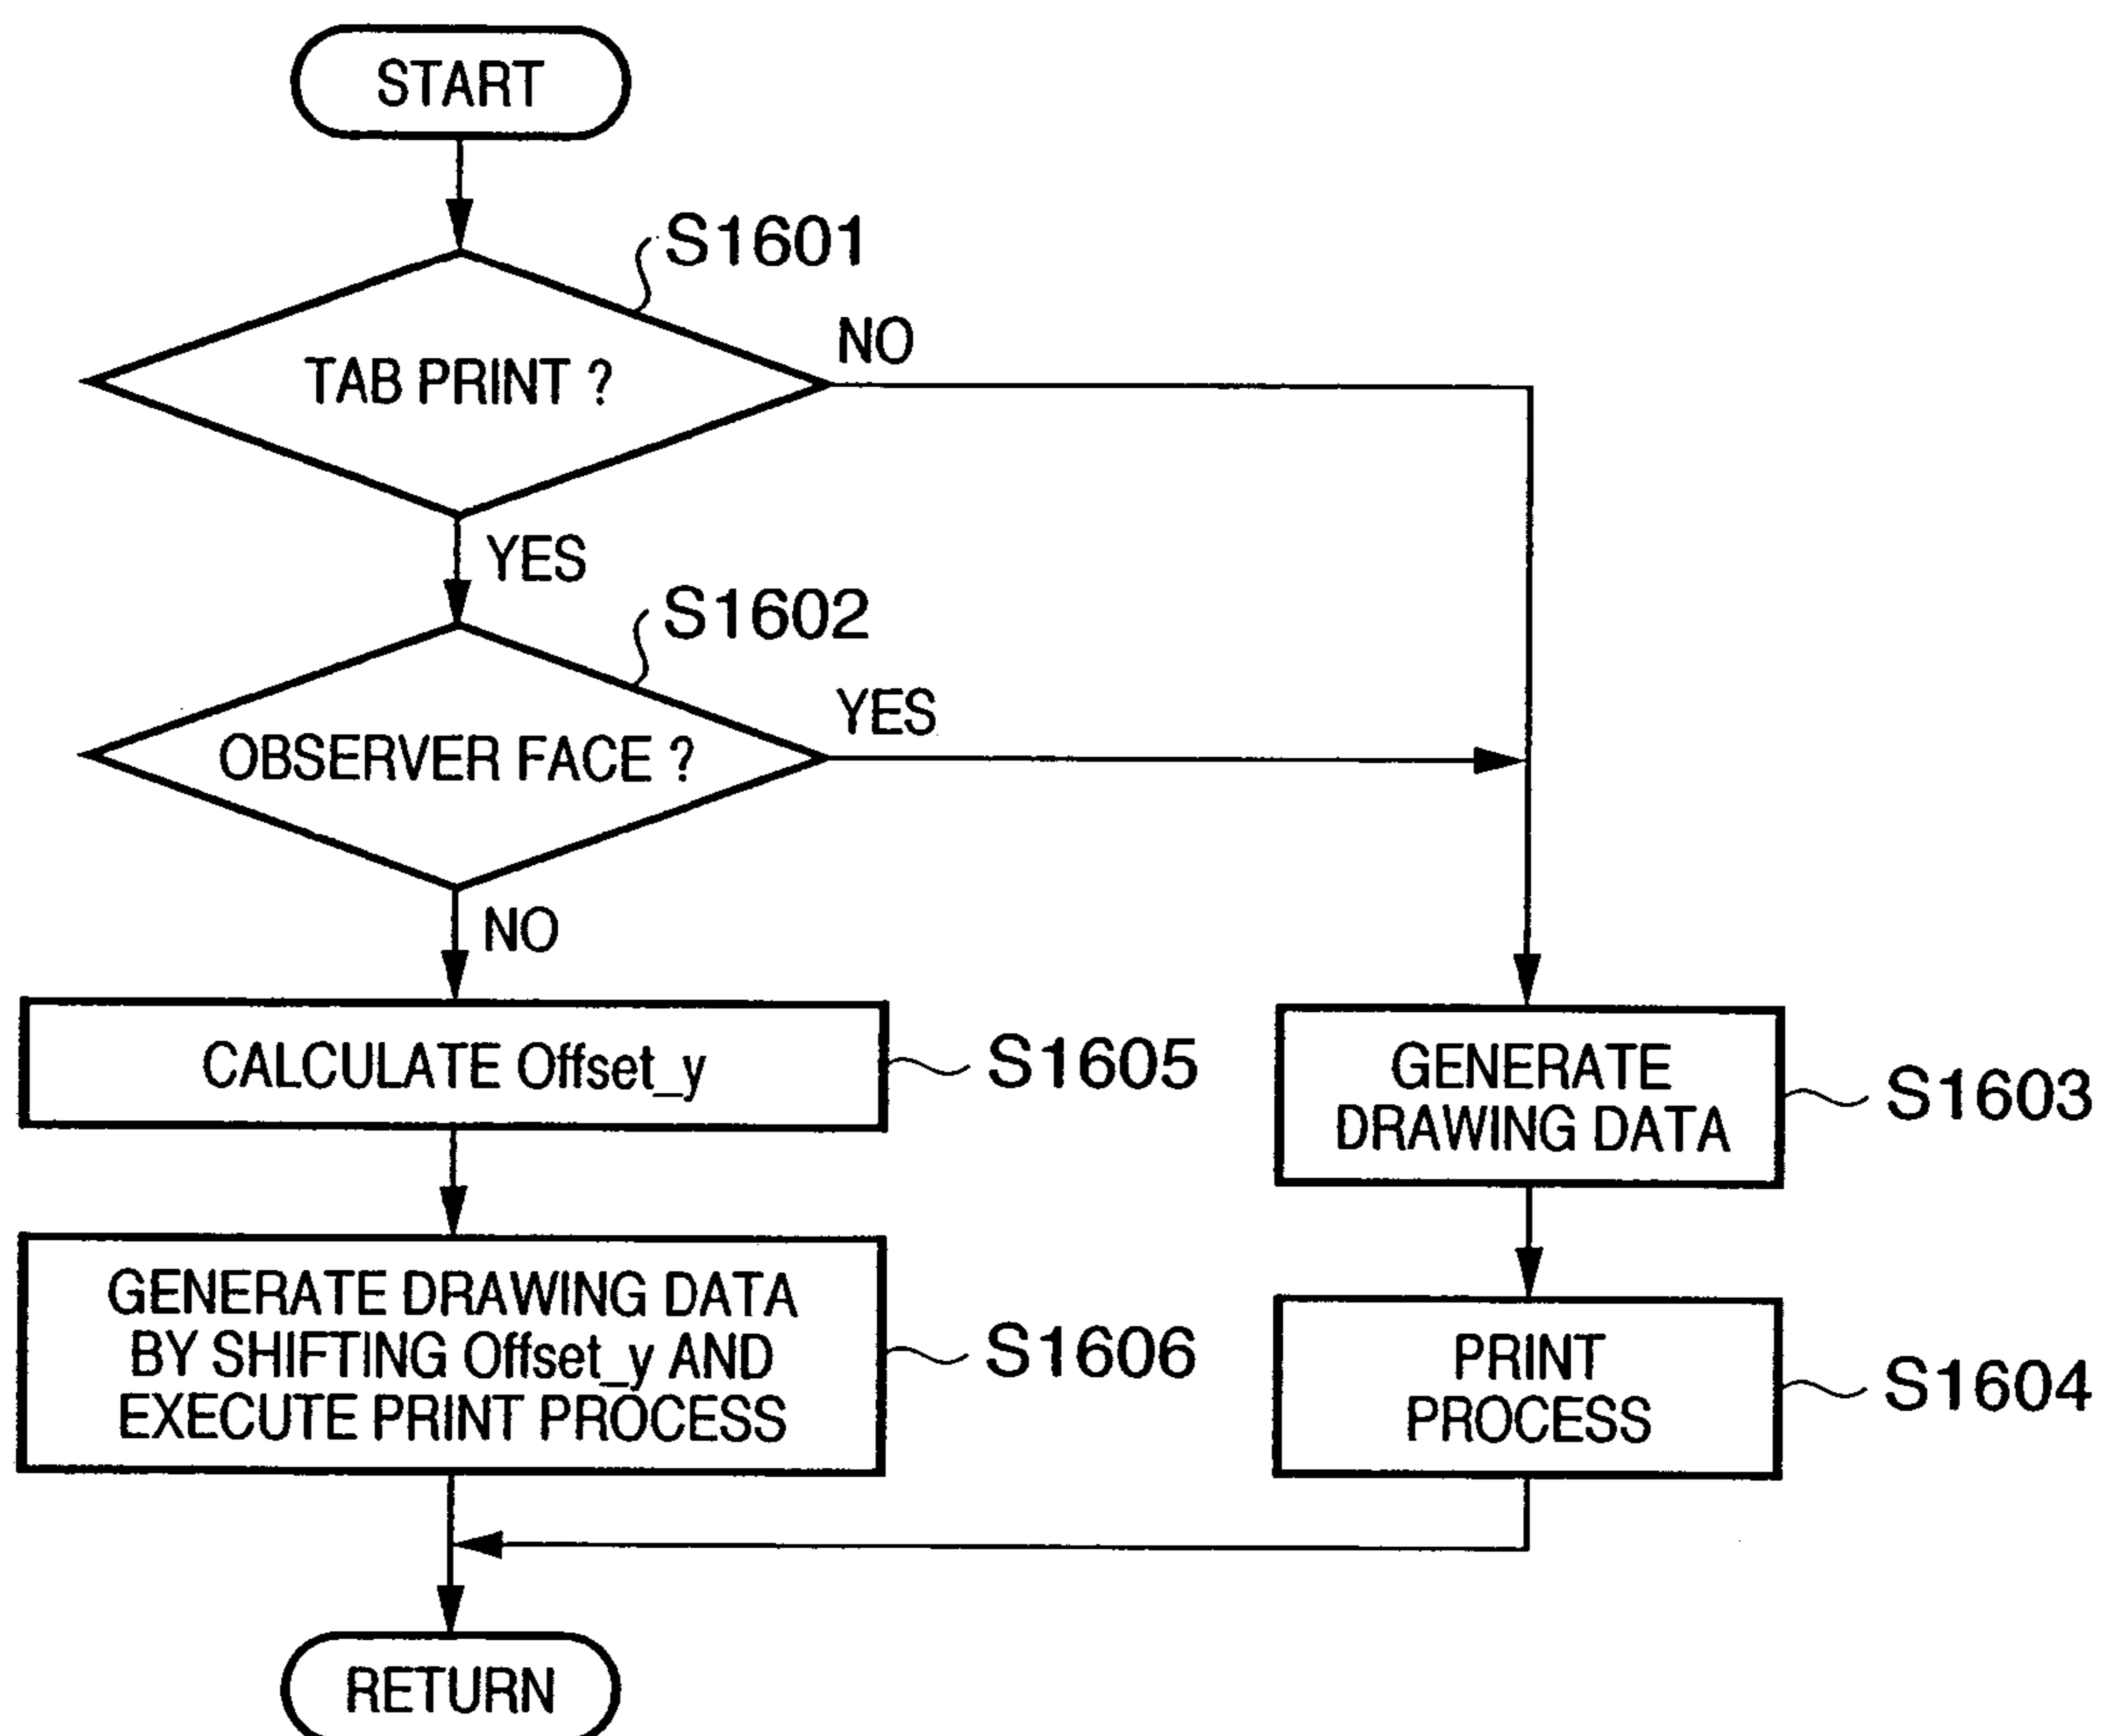 START
S1601
TAB PRINT ?
NO
YES
S1602
OBSERVER FACE ?
YES
NO
CALCULATE Offset_y
S1605
GENERATE
DRAWING DATA
S1603
GENERATE DRAWING DATA
BY SHIFTING Offset_y AND
EXECUTE PRINT PROCESS
S1606
PRINT
PROCESS
S1604
RETURN